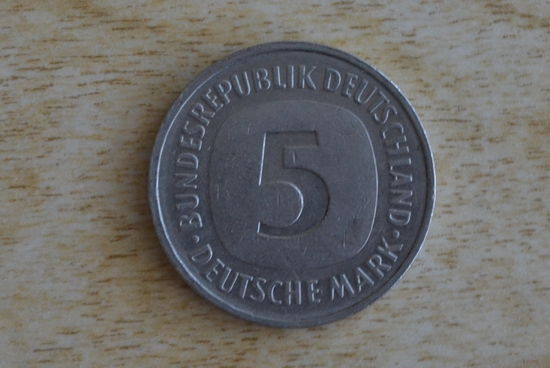 BUNDESREPUBLIK DEUTSCHLAND
5
· DEUTSCHE MARK ·